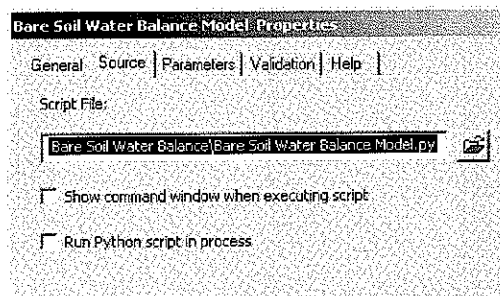 Bare Soil Water Balance Model Properties
General Source Parameters Validation Help
Script File:
Bare Soil Water Balance\Bare Soil Water Balance Model.py
Show command window when executing script
Run Python script in process